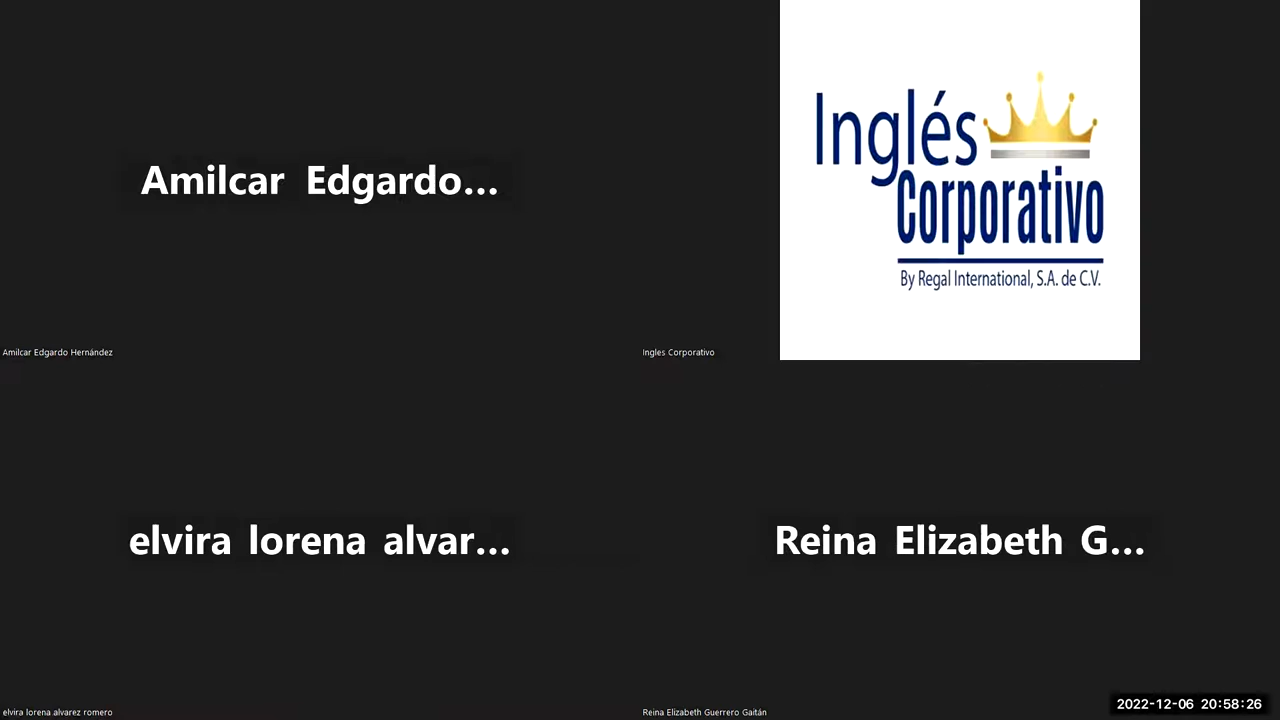 Amilcar Edgardo...
Amilcar Edgardo Hernández
Inglés
Corporativo
By Regal International, S.A. de C.V.
Ingles Corporativo
elvira lorena alvar...
elvira lorena alvarez romero
Reina Elizabeth G...
Reina Elizabeth Guerrero Gaitán
2022-12-06 20:58:26